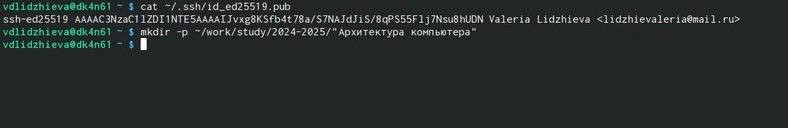 vdlidzhieva@dk4n61 ~ $ cat ~/.ssh/id_ed25519.pub
ssh-ed25519 AAAAC3NzaC1lZDI1NTE5AAAAIJvxg8KSfb4t78a/S7NAJdJiS/8qPS55Flj7Nsu8hUDN Valeria Lidzhieva <lidzhievaleria@mail.ru>
vdlidzhieva@dk4n61 ~ $ mkdir -p ~/work/study/2024-2025/"Архитектура компьютера"
vdlidzhieva@dk4n61 ~ $